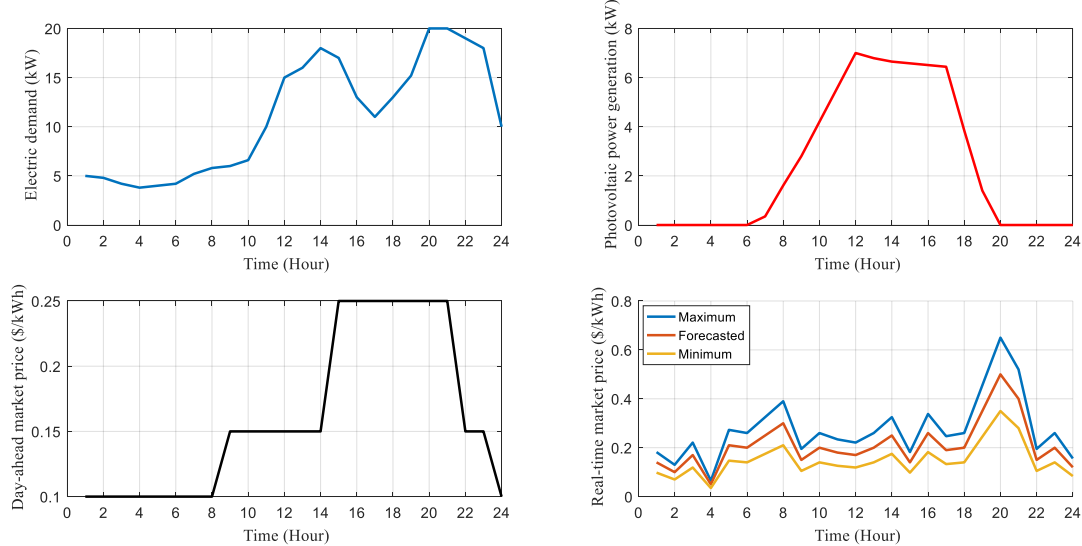 Electric demand (kW)
20
15
10
5
0
0 2 4 6 8 10 12 14 16 18 20 22 24
Time (Hour)
Photovoltaic power generation (kW)
8
6
4
2
0
0 2 4 6 8 10 12 14 16 18 20 22 24
Time (Hour)
Day-ahead market price ($/kWh)
0.25
0.2
0.15
0.1
0 2 4 6 8 10 12 14 16 18 20 22 24
Time (Hour)
Real-time market price ($/kWh)
0.8
0.6
0.4
0.2
0
Maximum
Forecasted
Minimum
0 2 4 6 8 10 12 14 16 18 20 22 24
Time (Hour)